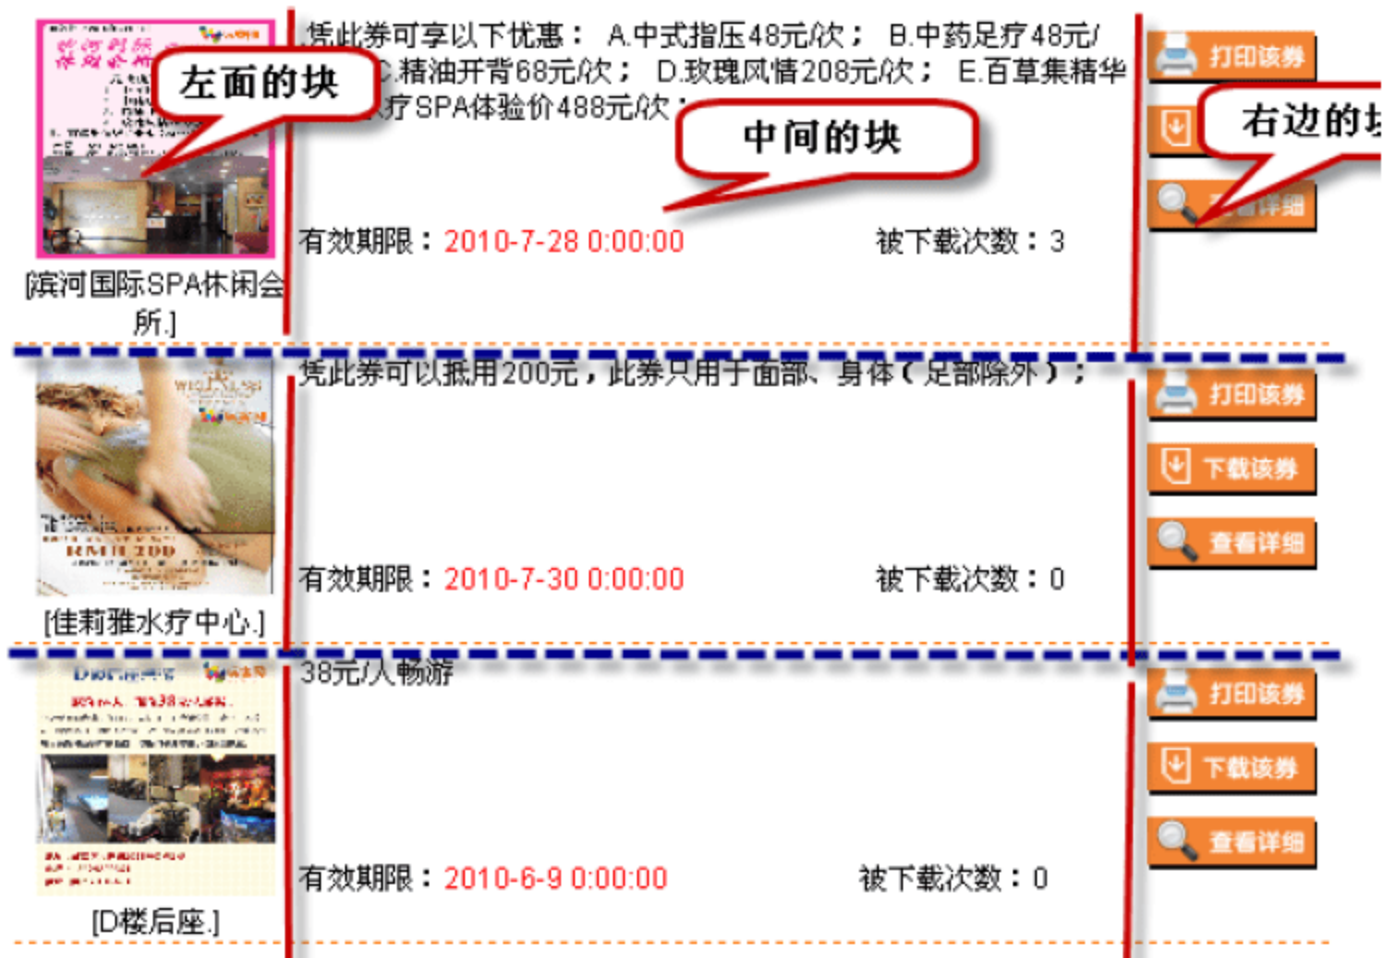 凭此券可享以下优惠： A.中式指压48元/次； B.中药足疗48元/
C.精油开背68元/次； D.玫瑰风情208元/次； E.百草集精华
疗SPA体验价488元/次；
左面的块
中间的块
右边的块
打印该券
查看详细
有效期限：2010-7-28 0:00:00 被下载次数：3
[滨河国际SPA休闲会
所.]
凭此券可以抵用200元，此券只用于面部、身体（足部除外）；
WELLNESS
RMB 200
打印该券
下载该券
查看详细
有效期限：2010-7-30 0:00:00 被下载次数：0
[佳莉雅水疗中心.]
38元/人畅游
打印该券
下载该券
查看详细
有效期限：2010-6-9 0:00:00 被下载次数：0
[D楼后座.]